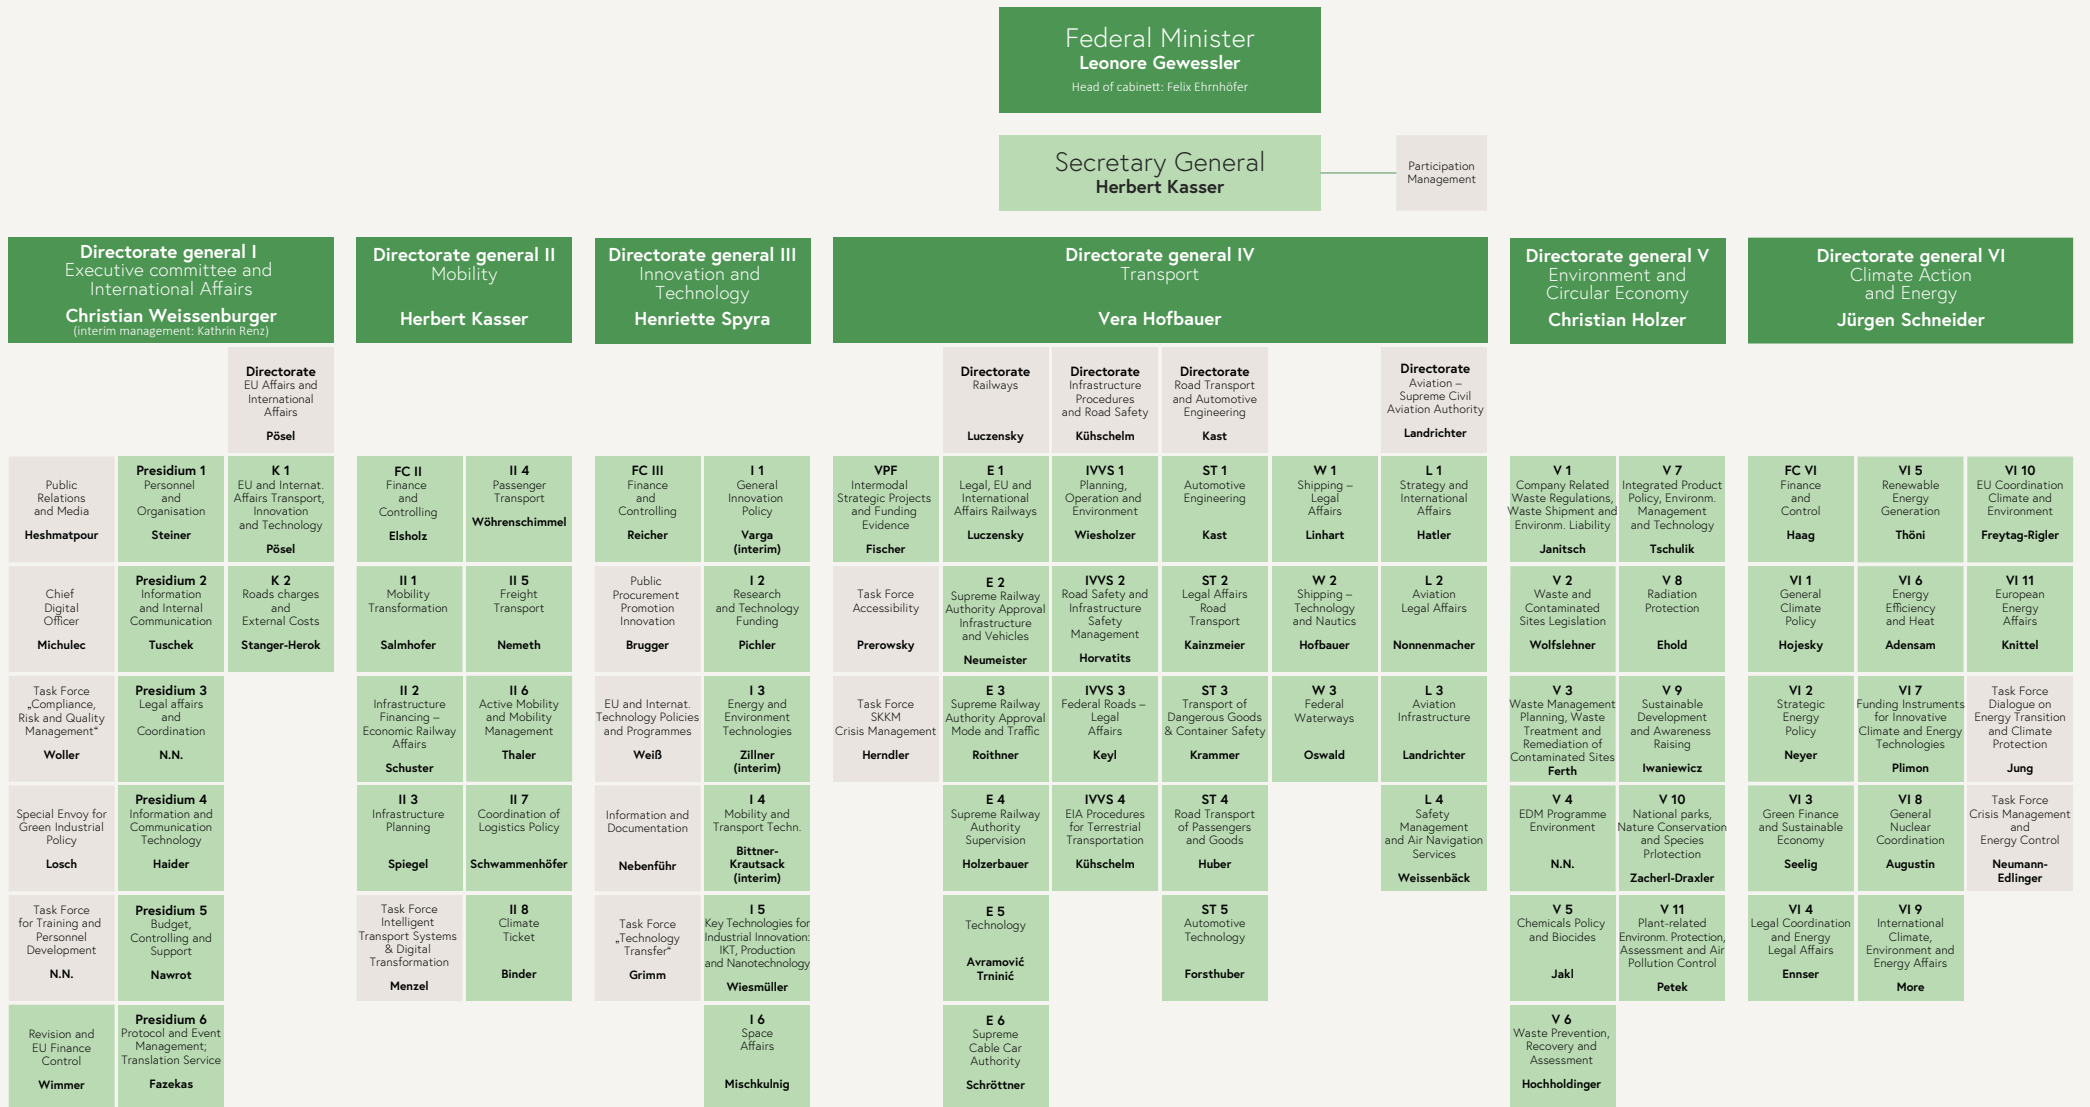 Federal Minister
Leonore Gewessler
Head of cabinett: Felix Ehrnhöfer
Secretary General
Herbert Kasser
Participation
Management
Directorate general I
Executive committee and
International Affairs
Christian Weissenburger
(interim management: Kathrin Renz)
Directorate
EU Affairs and
International
Affairs
Pösel
Public
Relations
and Media
Heshmatpour
Chief
Digital
Officer
Michulec
Task Force
„Compliance,
Risk and Quality
Management“
Woller
Special Envoy for
Green Industrial
Policy
Losch
Task Force
for Training and
Personnel
Development
N.N.
Revision and
EU Finance
Control
Wimmer
Presidium 1
Personnel
and
Organisation
Steiner
Presidium 2
Information
and Internal
Communication
Tuschek
Presidium 3
Legal affairs
and
Coordination
N.N.
Presidium 4
Information and
Communication
Technology
Haider
Presidium 5
Budget,
Controlling and
Support
Nawrot
Presidium 6
Protocol and Event
Management;
Translation Service
Fazekas
K 1
EU and Internat.
Affairs Transport,
Innovation
and Technology
Pösel
K 2
Roads charges
and
External Costs
Stanger-Herok
Directorate general II
Mobility
Herbert Kasser
FC II
Finance
and
Controlling
Elsholz
II 1
Mobility
Transformation
Salmhofer
II 2
Infrastructure
Financing –
Economic Railway
Affairs
Schuster
II 3
Infrastructure
Planning
Spiegel
Task Force
Intelligent
Transport Systems
& Digital
Transformation
Menzel
II 4
Passenger
Transport
Wöhrenschimmel
II 5
Freight
Transport
Nemeth
II 6
Active Mobility
and Mobility
Management
Thaler
II 7
Coordination of
Logistics Policy
Schwammenhöfer
II 8
Climate
Ticket
Binder
Directorate general III
Innovation and
Technology
Henriette Spyra
FC III
Finance
and
Controlling
Reicher
Public
Procurement
Promotion
Innovation
Brugger
EU and Internat.
Technology Policies
and Programmes
Weiß
Information and
Documentation
Nebenführ
Task Force
„Technology
Transfer“
Grimm
I 1
General
Innovation
Policy
Varga
(interim)
I 2
Research
and Technology
Funding
Pichler
I 3
Energy and
Environment
Technologies
Zillner
(interim)
I 4
Mobility and
Transport Techn.
Bittner-
Krautsack
(interim)
I 5
Key Technologies for
Industrial Innovation:
IKT, Production
and Nanotechnology
Wiesmüller
I 6
Space
Affairs
Mischkulnig
Directorate general IV
Transport
Vera Hofbauer
VPF
Intermodal
Strategic Projects
and Funding
Evidence
Fischer
Task Force
Accessibility
Prerowsky
Task Force
SKKM
Crisis Management
Herndler
Directorate
Railways
Luczensky
E 1
Legal, EU and
International
Affairs Railways
Luczensky
E 2
Supreme Railway
Authority Approval
Infrastructure
and Vehicles
Neumeister
E 3
Supreme Railway
Authority Approval
Mode and Traffic
Roithner
E 4
Supreme Railway
Authority
Supervision
Holzerbauer
E 5
Technology
Avramović
Trninić
E 6
Supreme
Cable Car
Authority
Schröttner
Directorate
Infrastructure
Procedures
and Road Safety
Kühschelm
IVVS 1
Planning,
Operation and
Environment
Wiesholzer
IVVS 2
Road Safety and
Infrastructure
Safety
Management
Horvatits
IVVS 3
Federal Roads –
Legal
Affairs
Keyl
IVVS 4
EIA Procedures
for Terrestrial
Transportation
Kühschelm
Directorate
Road Transport
and Automotive
Engineering
Kast
ST 1
Automotive
Engineering
Kast
ST 2
Legal Affairs
Road
Transport
Kainzmeier
ST 3
Transport of
Dangerous Goods
& Container Safety
Krammer
ST 4
Road Transport
of Passengers
and Goods
Huber
ST 5
Automotive
Technology
Forsthuber
W 1
Shipping –
Legal
Affairs
Linhart
W 2
Shipping –
Technology
and Nautics
Hofbauer
W 3
Federal
Waterways
Oswald
Directorate
Aviation –
Supreme Civil
Aviation Authority
Landrichter
L 1
Strategy and
International
Affairs
Hatler
L 2
Aviation
Legal Affairs
Nonnenmacher
L 3
Aviation
Infrastructure
Landrichter
L 4
Safety
Management
and Air Navigation
Services
Weissenbäck
Directorate general V
Environment and
Circular Economy
Christian Holzer
V 1
Company Related
Waste Regulations,
Waste Shipment and
Environm. Liability
Janitsch
V 2
Waste and
Contaminated
Sites Legislation
Wolfslehner
V 3
Waste Management
Planning, Waste
Treatment and
Remediation of
Contaminated Sites
Ferth
V 4
EDM Programme
Environment
N.N.
V 5
Chemicals Policy
and Biocides
Jakl
V 6
Waste Prevention,
Recovery and
Assessment
Hochholdinger
V 7
Integrated Product
Policy, Environm.
Management
and Technology
Tschulik
V 8
Radiation
Protection
Ehold
V 9
Sustainable
Development
and Awareness
Raising
Iwaniewicz
V 10
National parks,
Nature Conservation
and Species
Prlotection
Zacherl-Draxler
V 11
Plant-related
Environm. Protection,
Assessment and Air
Pollution Control
Petek
Directorate general VI
Climate Action
and Energy
Jürgen Schneider
FC VI
Finance
and
Control
Haag
VI 1
General
Climate
Policy
Hojesky
VI 2
Strategic
Energy
Policy
Neyer
VI 3
Green Finance
and Sustainable
Economy
Seelig
VI 4
Legal Coordination
and Energy
Legal Affairs
Ennser
VI 5
Renewable
Energy
Generation
Thöni
VI 6
Energy
Efficiency
and Heat
Adensam
VI 7
Funding Instruments
for Innovative
Climate and Energy
Technologies
Plimon
VI 8
General
Nuclear
Coordination
Augustin
VI 9
International
Climate,
Environment and
Energy Affairs
More
VI 10
EU Coordination
Climate and
Environment
Freytag-Rigler
VI 11
European
Energy
Affairs
Knittel
Task Force
Dialogue on
Energy Transition
and Climate
Protection
Jung
Task Force
Crisis Management
and
Energy Control
Neumann-
Edlinger